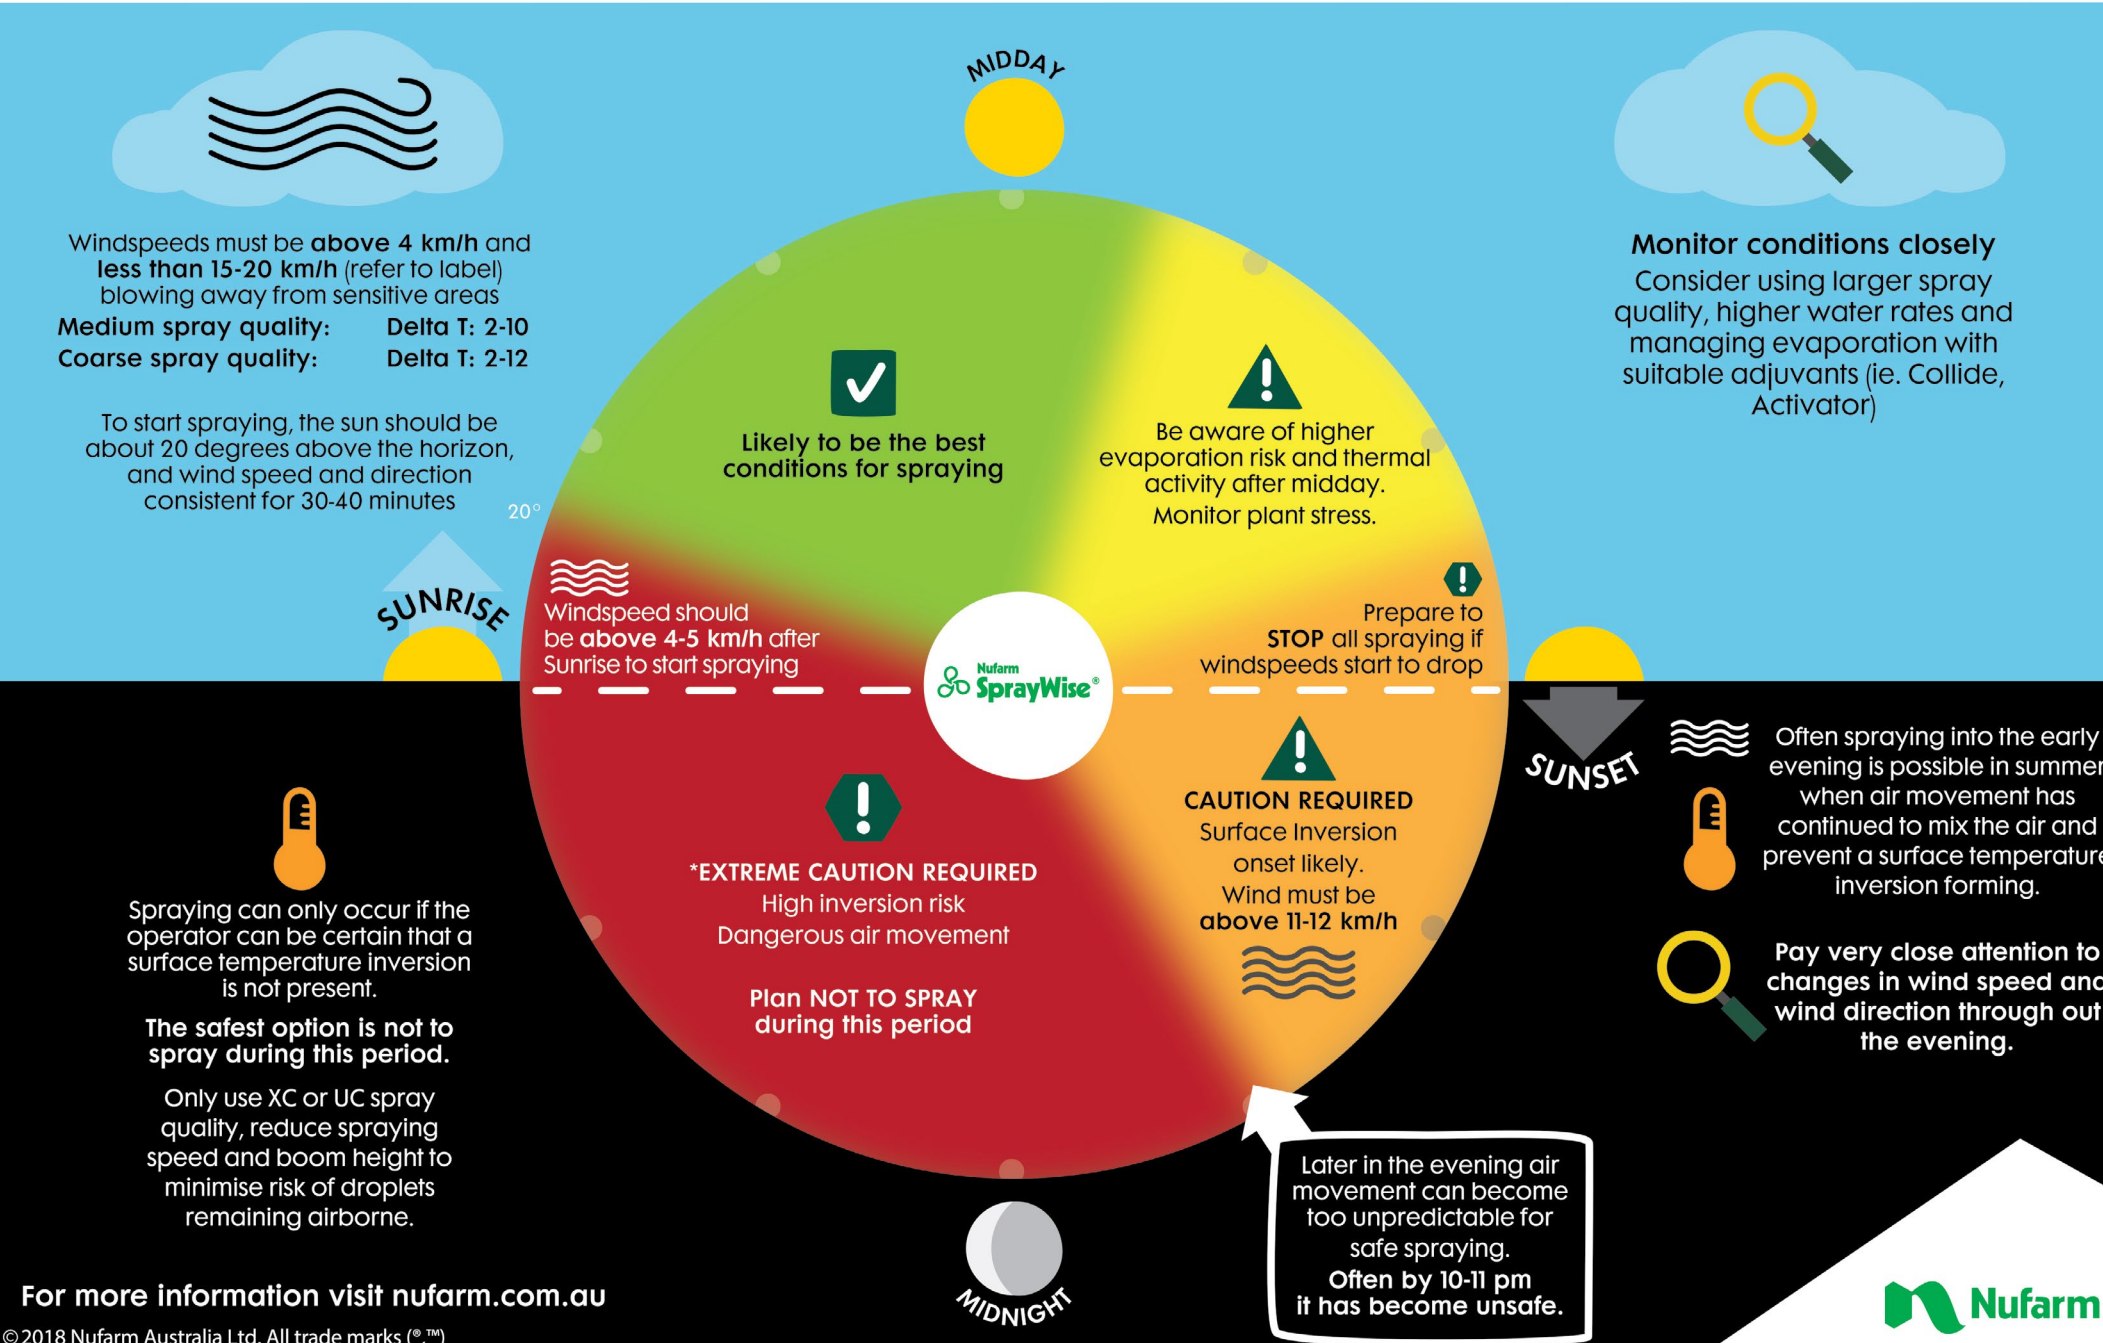 MIDDAY
Windspeeds must be above 4 km/h and
less than 15-20 km/h (refer to label)
blowing away from sensitive areas
Medium spray quality: Delta T: 2-10
Coarse spray quality: Delta T: 2-12
To start spraying, the sun should be
about 20 degrees above the horizon,
and wind speed and direction
consistent for 30-40 minutes
20°
SUNRISE
Monitor conditions closely
Consider using larger spray
quality, higher water rates and
managing evaporation with
suitable adjuvants (ie. Collide,
Activator)
Likely to be the best
conditions for spraying
Be aware of higher
evaporation risk and thermal
activity after midday.
Monitor plant stress.
Windspeed should
be above 4-5 km/h after
Sunrise to start spraying
Prepare to
STOP all spraying if
windspeeds start to drop
Nufarm
SprayWise®
SUNSET
CAUTION REQUIRED
Surface Inversion
onset likely.
Wind must be
above 11-12 km/h
*EXTREME CAUTION REQUIRED
High inversion risk
Dangerous air movement
Plan NOT TO SPRAY
during this period
Often spraying into the early
evening is possible in summer
when air movement has
continued to mix the air and
prevent a surface temperature
inversion forming.
Pay very close attention to
changes in wind speed and
wind direction through out
the evening.
Spraying can only occur if the
operator can be certain that a
surface temperature inversion
is not present.
The safest option is not to
spray during this period.
Only use XC or UC spray
quality, reduce spraying
speed and boom height to
minimise risk of droplets
remaining airborne.
Later in the evening air
movement can become
too unpredictable for
safe spraying.
Often by 10-11 pm
it has become unsafe.
MIDNIGHT
For more information visit nufarm.com.au
©2018 Nufarm Australia Ltd. All trade marks (®,™)
Nufarm